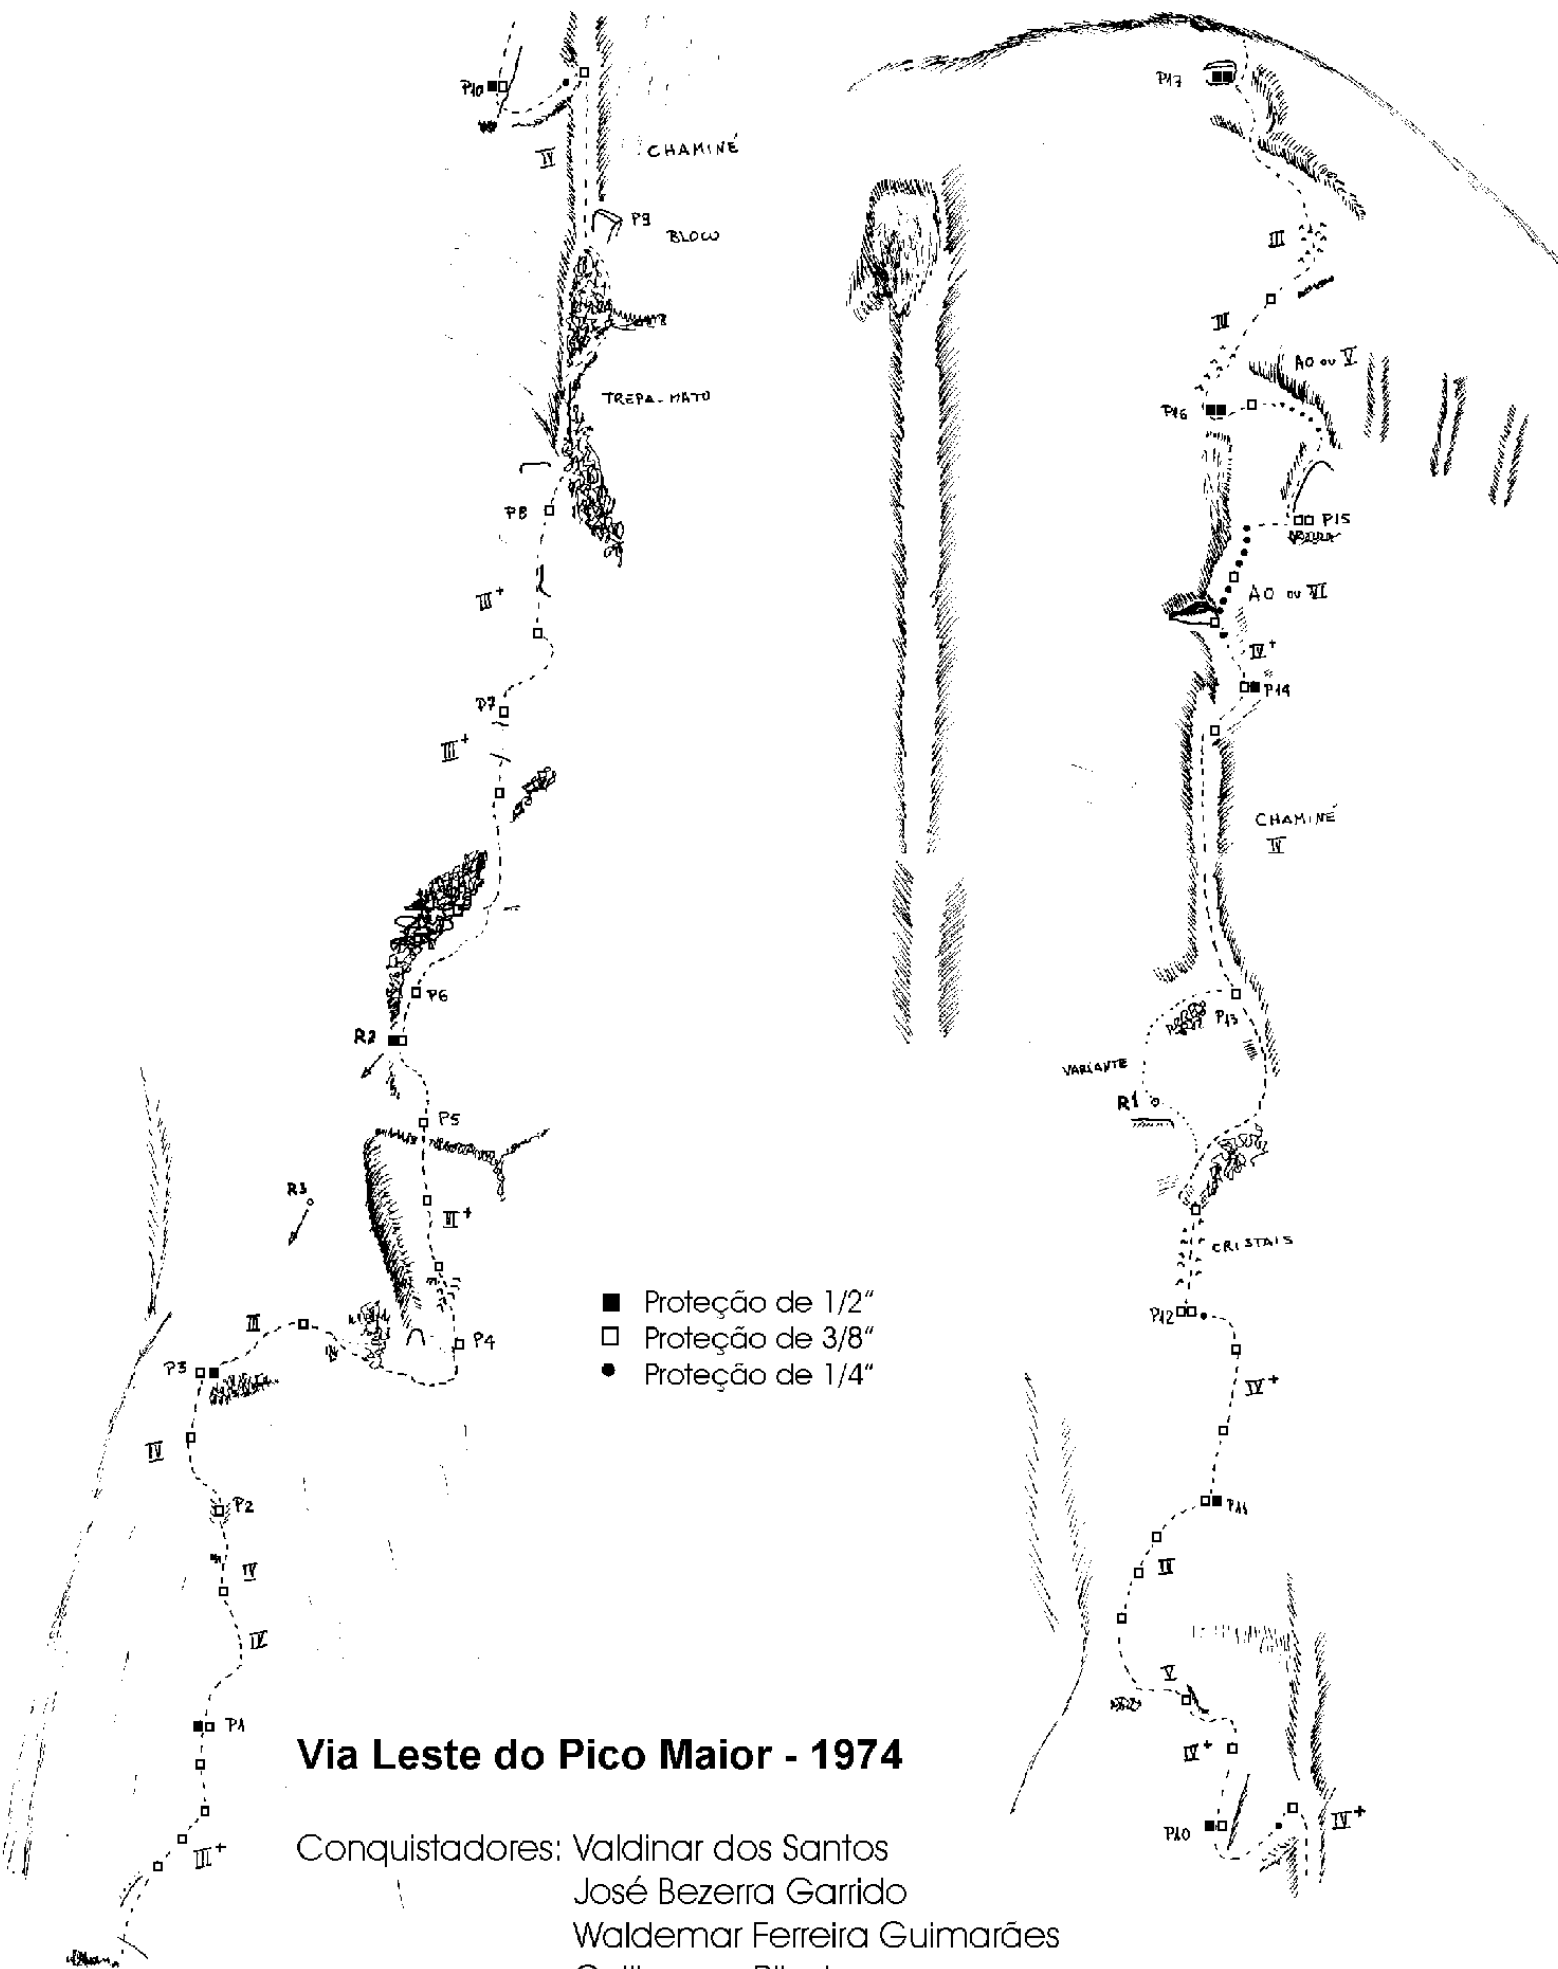 P10
IV
CHAMINÉ
P9
BLOCO
TREPA-MATO
P8
III+
P7
III+
P6
R2
P5
R3
III
P4
P3
IV
P2
IV
IV
P1
III+
P17
III
III
A0 ou V
P16
P15
A0 ou VI
IV+
P14
CHAMINÉ
IV
P13
VARIANTE
R1
CRISTAIS
P12
IV+
P11
IV
V
IV+
P10
IV+
Proteção de 1/2"
Proteção de 3/8"
Proteção de 1/4"
Via Leste do Pico Maior - 1974
Conquistadores: Valdinar dos Santos
José Bezerra Garrido
Waldemar Ferreira Guimarães